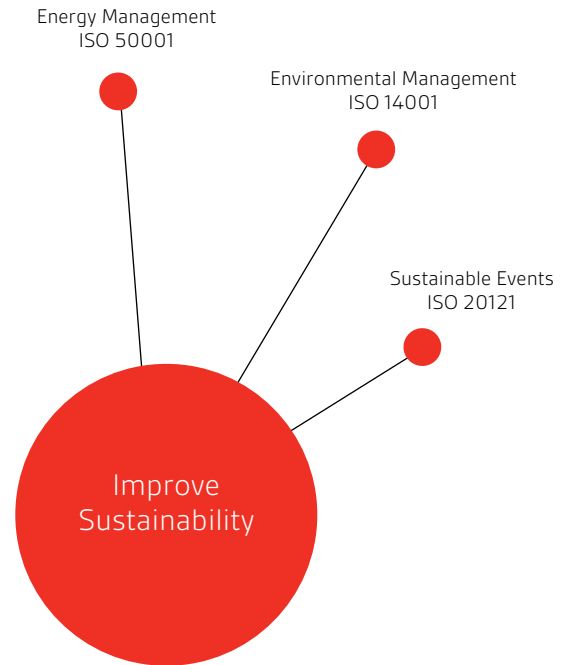 Energy Management
ISO 50001
Environmental Management
ISO 14001
Sustainable Events
ISO 20121
Improve
Sustainability